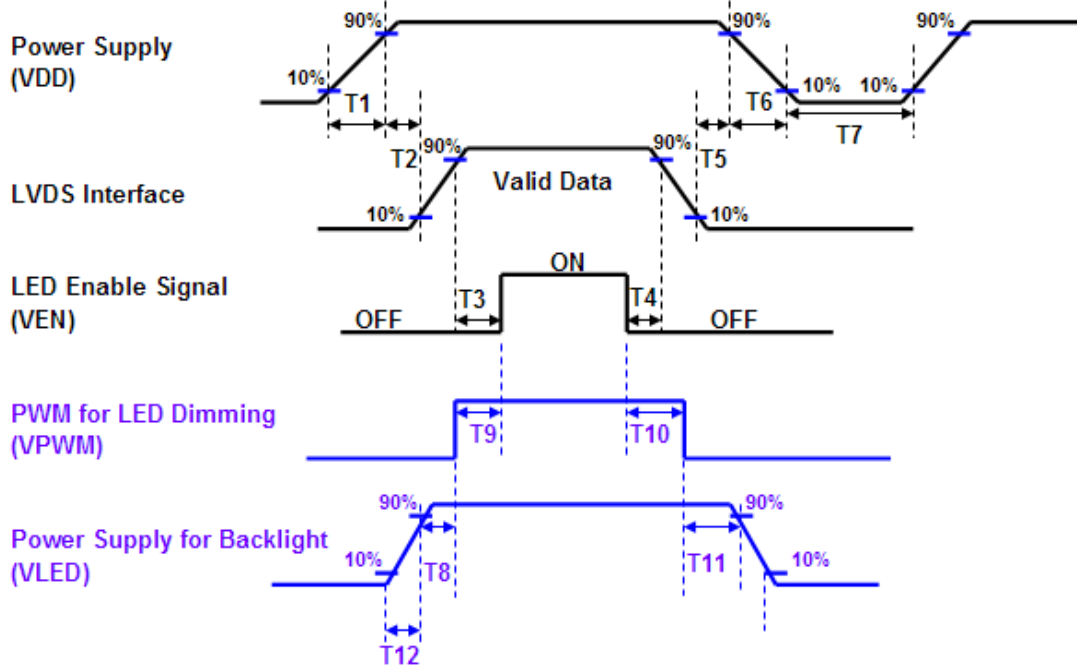 90%
90%
90%
Power Supply
(VDD)
10%
10%
10%
T1
T6
T7
T2
90%
90%
T5
LVDS Interface
Valid Data
10%
10%
LED Enable Signal
(VEN)
ON
T3
T4
OFF
OFF
PWM for LED Dimming
(VPWM)
T9
T10
90%
90%
Power Supply for Backlight
(VLED)
10%
T8
T11
10%
T12